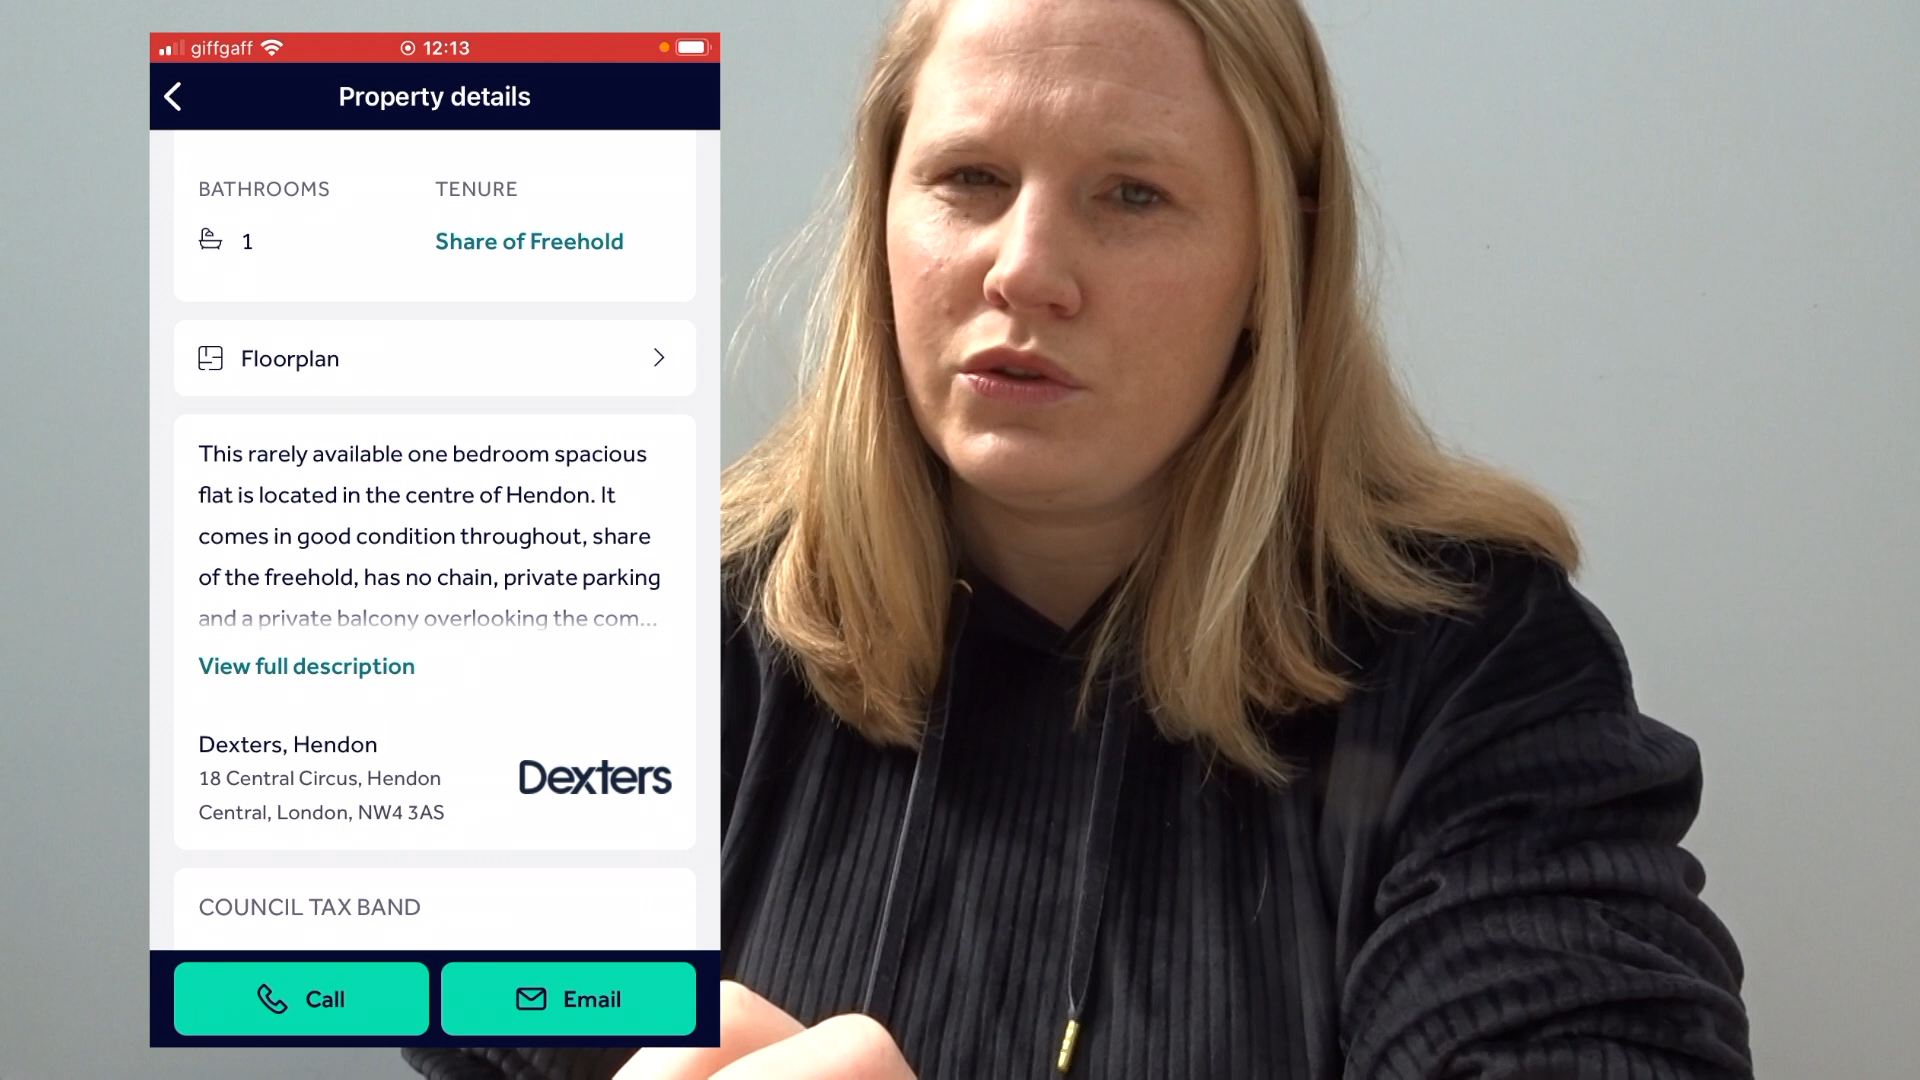 giffgaff 12:13
Property details
BATHROOMS TENURE
1 Share of Freehold
Floorplan
This rarely available one bedroom spacious
flat is located in the centre of Hendon. It
comes in good condition throughout, share
of the freehold, has no chain, private parking
and a private balcony overlooking the com...
View full description
Dexters, Hendon
18 Central Circus, Hendon
Central, London, NW4 3AS
Dexters
COUNCIL TAX BAND
Call Email